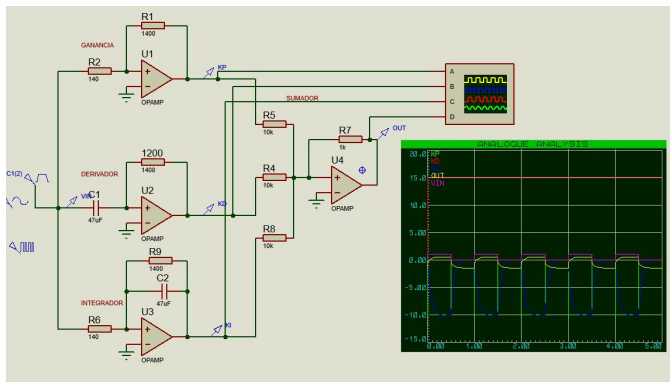 R1
1400
GANANCIA
R2
140
U1
OPAMP
KP
A
B
C
D
SUMADOR
R5
10k
R7
1k
OUT
C1(2)
1200
DERIVADOR
VIN
C1
47uF
U2
OPAMP
KD
R4
10k
U4
OPAMP
R9
1400
C2
47uF
INTEGRADOR
R6
140
U3
OPAMP
KI
R8
10k
ANALOGUE ANALYSIS
20.0
KP
KD
OUT
VIN
15.0
5.00
0.00
-5.00
-10.0
-15.0
0.00
1.00
2.00
3.00
4.00
5.00